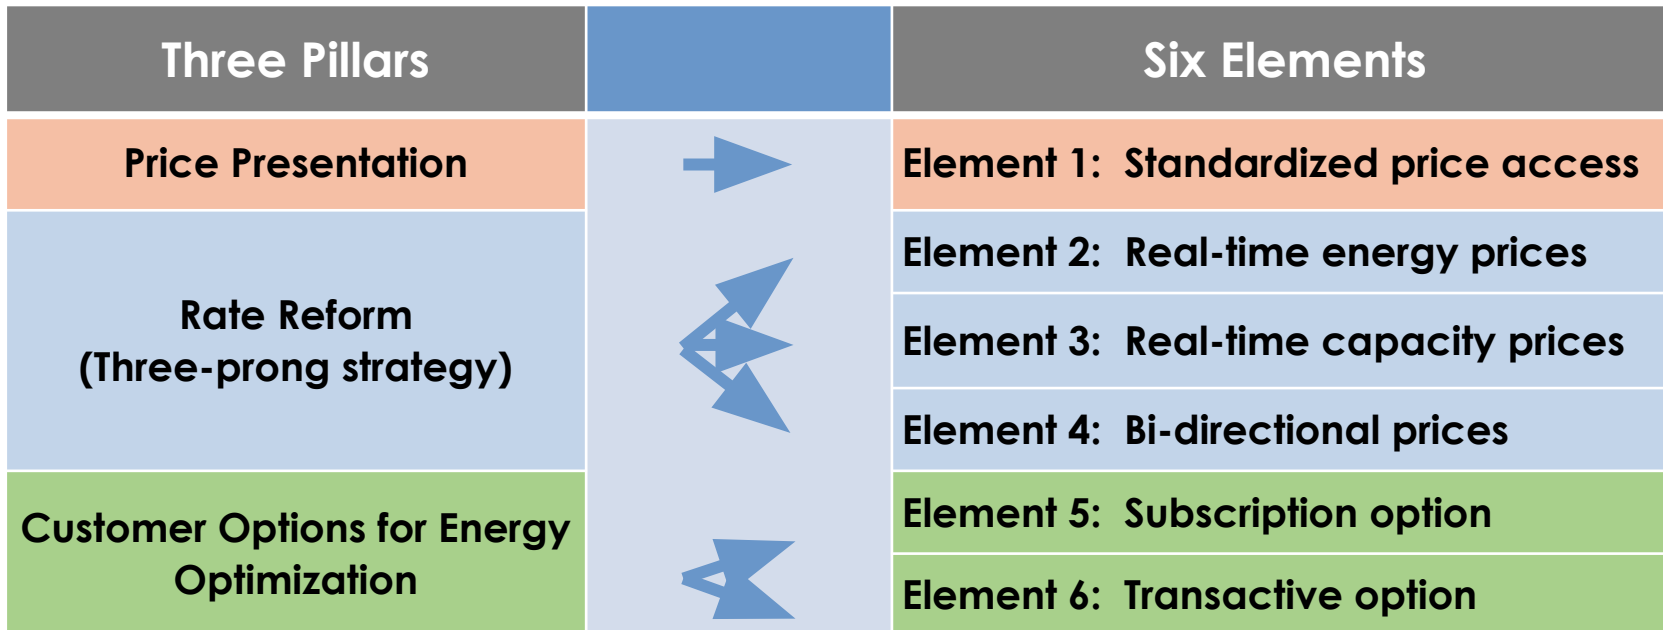 Three Pillars
Six Elements
Price Presentation
Element 1:  Standardized price access
Rate Reform
(Three-prong strategy)
Element 2:  Real-time energy prices
Element 3:  Real-time capacity prices
Element 4:  Bi-directional prices
Customer Options for Energy
Optimization
Element 5:  Subscription option
Element 6:  Transactive option